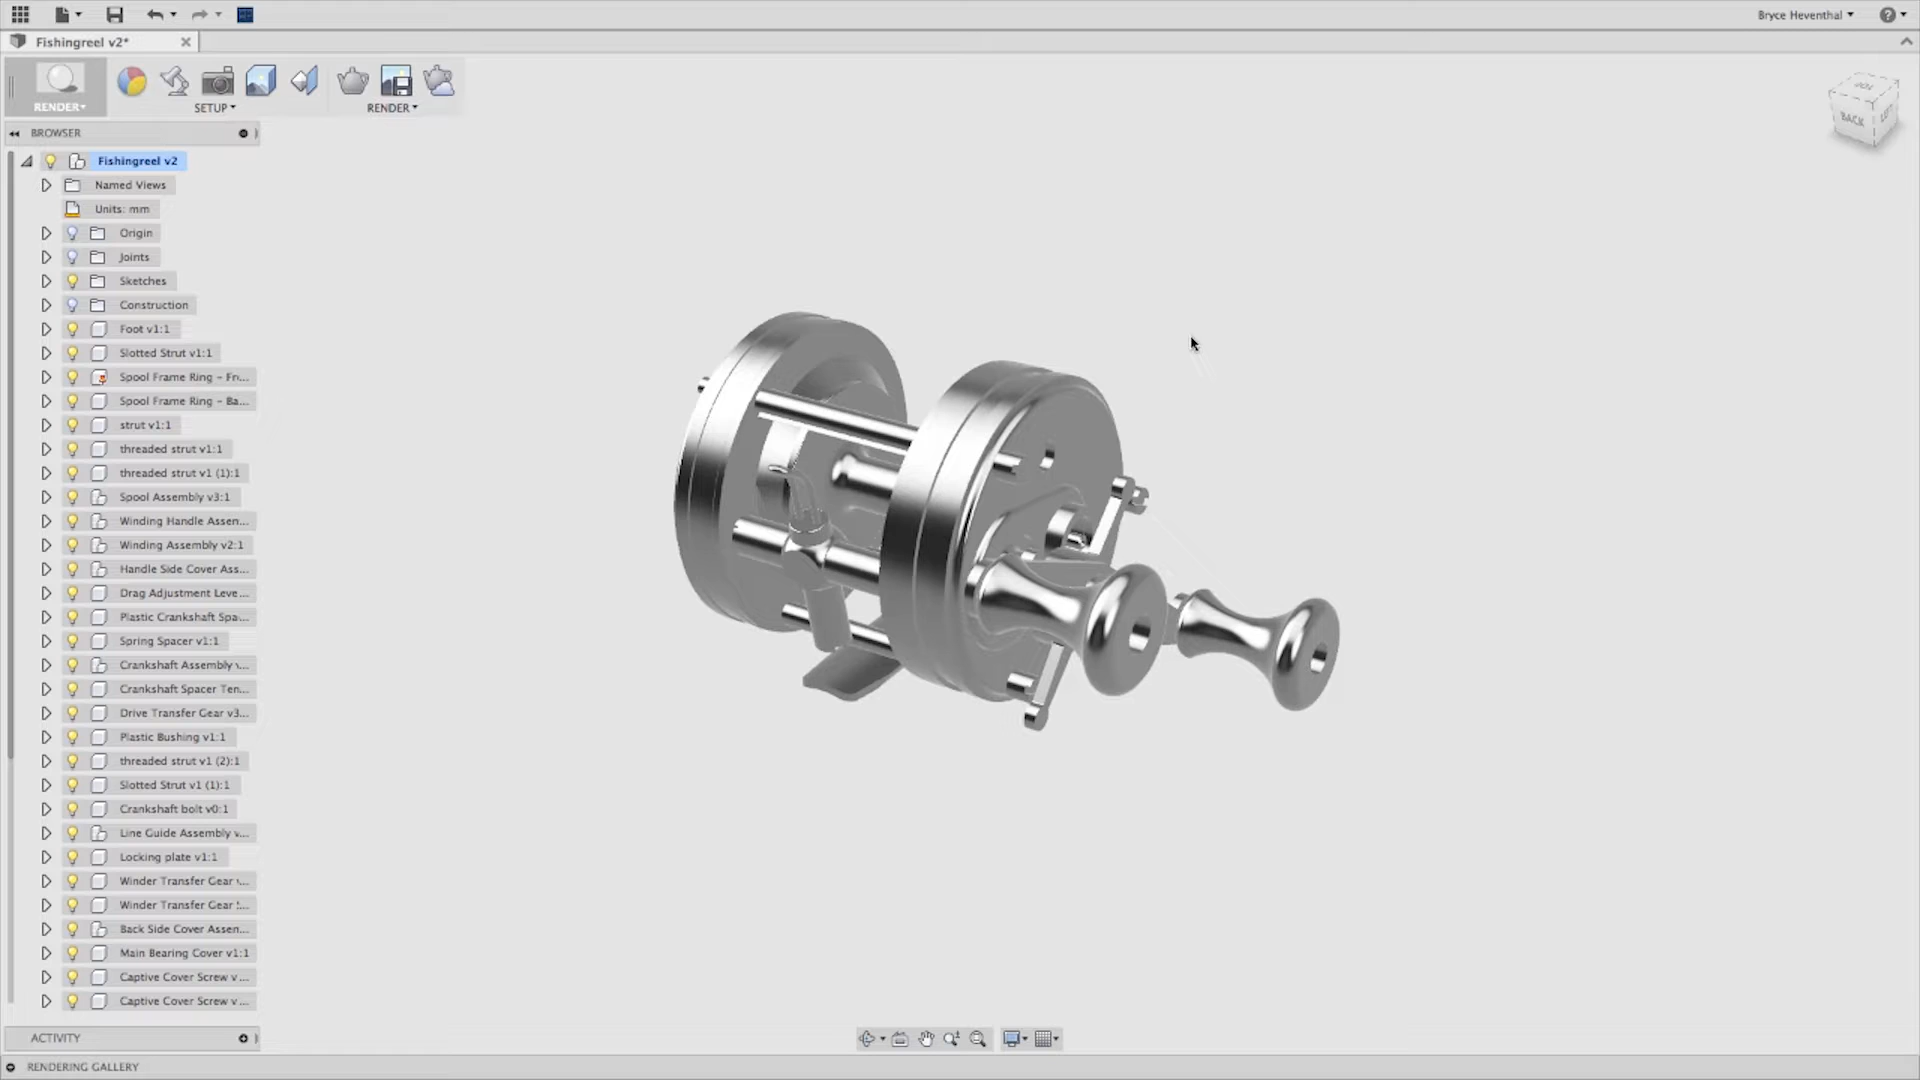 Bryce Heventhal
Fishingreel v2*
RENDER
SETUP
RENDER
TOP
BACK
BROWSER
Fishingreel v2
Named Views
Units: mm
Origin
Joints
Sketches
Construction
Foot v1:1
Slotted Strut v1:1
Spool Frame Ring - Fr...
Spool Frame Ring - Ba...
strut v1:1
threaded strut v1:1
threaded strut v1 (1):1
Spool Assembly v3:1
Winding Handle Assen...
Winding Assembly v2:1
Handle Side Cover Ass...
Drag Adjustment Leve...
Plastic Crankshaft Spa...
Spring Spacer v1:1
Crankshaft Assembly v...
Crankshaft Spacer Ten...
Drive Transfer Gear v3...
Plastic Bushing v1:1
threaded strut v1 (2):1
Slotted Strut v1 (1):1
Crankshaft bolt v0:1
Line Guide Assembly v...
Locking plate v1:1
Winder Transfer Gear ...
Winder Transfer Gear ...
Back Side Cover Assen...
Main Bearing Cover v1:1
Captive Cover Screw v...
Captive Cover Screw v...
ACTIVITY
RENDERING GALLERY